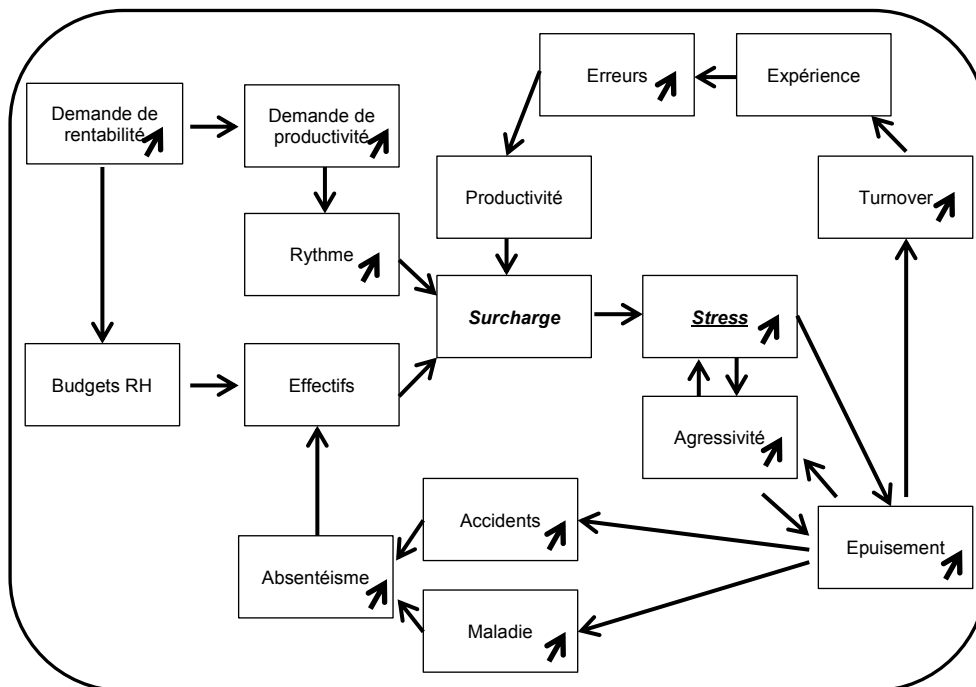 Erreurs
Expérience
Demande de
rentabilité
Demande de
productivité
Productivité
Turnover
Rythme
Surcharge
Stress
Budgets RH
Effectifs
Agressivité
Accidents
Epuisement
Absentéisme
Maladie